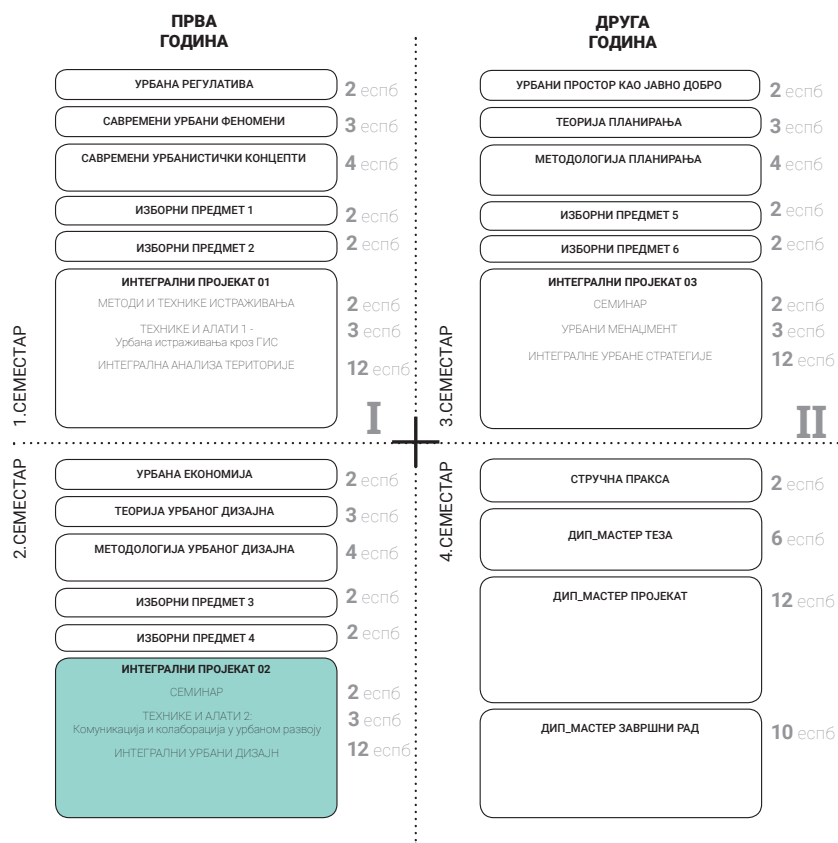 ПРВА
ГОДИНА
1.СЕМЕСТАР
УРБАНА РЕГУЛАТИВА 2 еспб
САВРЕМЕНИ УРБАНИ ФЕНОМЕНИ 3 еспб
САВРЕМЕНИ УРБАНИСТИЧКИ КОНЦЕПТИ 4 еспб
ИЗБОРНИ ПРЕДМЕТ 1 2 еспб
ИЗБОРНИ ПРЕДМЕТ 2 2 еспб
ИНТЕГРАЛНИ ПРОЈЕКАТ 01
МЕТОДИ И ТЕХНИКЕ ИСТРАЖИВАЊА 2 еспб
ТЕХНИКЕ И АЛАТИ 1 - 3 еспб
Урбана истраживања кроз ГИС
ИНТЕГРАЛНА АНАЛИЗА ТЕРИТОРИЈЕ 12 еспб
I
2.СЕМЕСТАР
УРБАНА ЕКОНОМИЈА 2 еспб
ТЕОРИЈА УРБАНОГ ДИЗАЈНА 3 еспб
МЕТОДОЛОГИЈА УРБАНОГ ДИЗАЈНА 4 еспб
ИЗБОРНИ ПРЕДМЕТ 3 2 еспб
ИЗБОРНИ ПРЕДМЕТ 4 2 еспб
ИНТЕГРАЛНИ ПРОЈЕКАТ 02
СЕМИНАР 2 еспб
ТЕХНИКЕ И АЛАТИ 2: 3 еспб
Комуникација и колаборација у урбаном развоју
ИНТЕГРАЛНИ УРБАНИ ДИЗАЈН 12 еспб
ДРУГА
ГОДИНА
3.СЕМЕСТАР
УРБАНИ ПРОСТОР КАО ЈАВНО ДОБРО 2 еспб
ТЕОРИЈА ПЛАНИРАЊА 3 еспб
МЕТОДОЛОГИЈА ПЛАНИРАЊА 4 еспб
ИЗБОРНИ ПРЕДМЕТ 5 2 еспб
ИЗБОРНИ ПРЕДМЕТ 6 2 еспб
ИНТЕГРАЛНИ ПРОЈЕКАТ 03
СЕМИНАР 2 еспб
УРБАНИ МЕНАЏМЕНТ 3 еспб
ИНТЕГРАЛНЕ УРБАНЕ СТРАТЕГИЈЕ 12 еспб
II
4.СЕМЕСТАР
СТРУЧНА ПРАКСА 2 еспб
ДИП_МАСТЕР ТЕЗА 6 еспб
ДИП_МАСТЕР ПРОЈЕКАТ 12 еспб
ДИП_МАСТЕР ЗАВРШНИ РАД 10 еспб